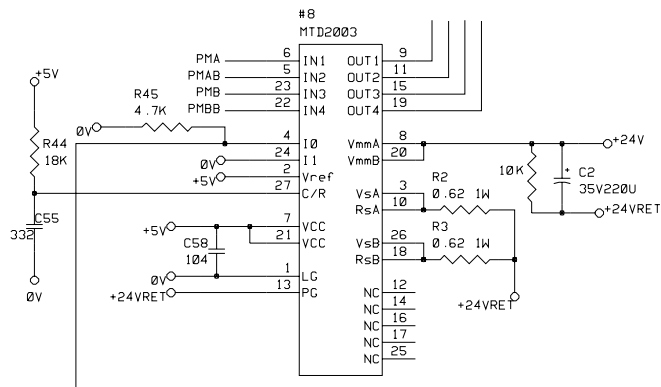 #8
MTD2003
PMA 6 IN1 OUT1 9
PMAB 5 IN2 OUT2 11
PMB 23 IN3 OUT3 15
PMBB 22 IN4 OUT4 19
+5V
R45
4.7K
0V
R44
18K
4 I0 VmmA 8 +24V
0V 24 I1 VmmB 20
+5V 2 Vref
27 C/R
10K
+ C2
35V220U
+24VRET
VsA 3 R2
RsA 10 0.62 1W
C55
332
0V
+5V 7 VCC
21 VCC
C58
104
VsB 26 R3
RsB 18 0.62 1W
0V 1 LG
+24VRET 13 PG
+24VRET
NC 12
NC 14
NC 16
NC 17
NC 25